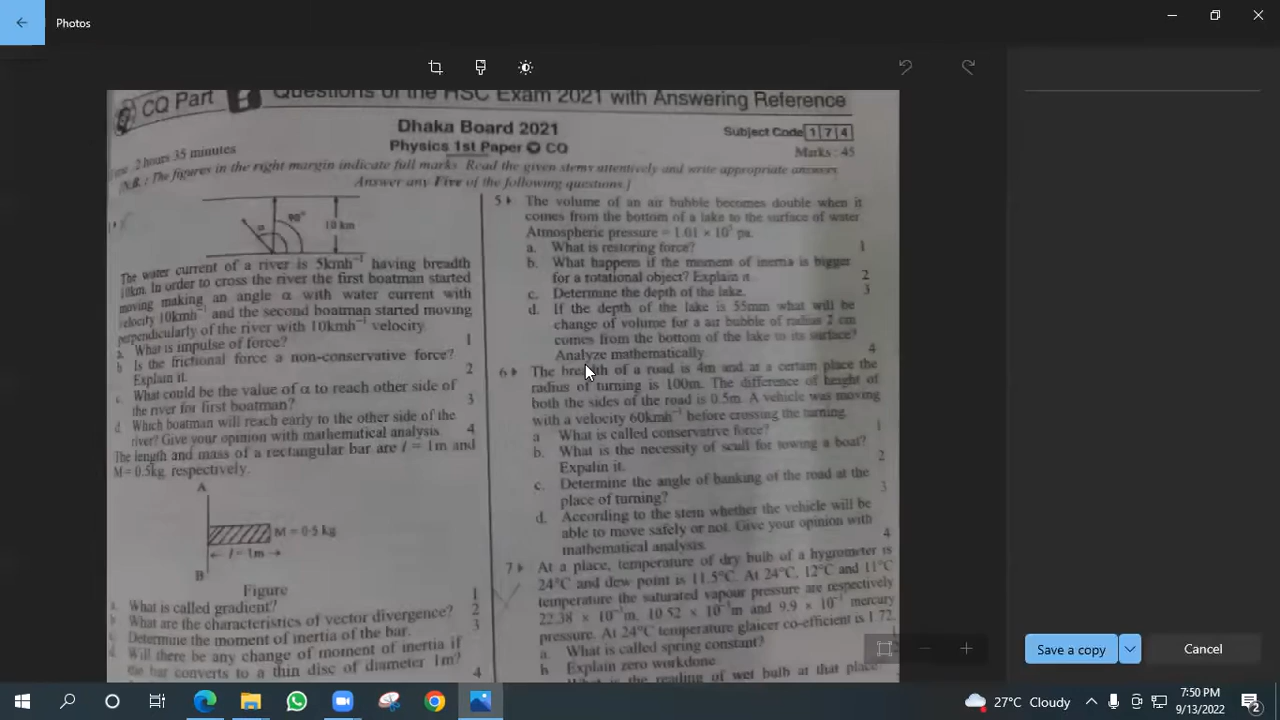 Photos
CQ Part
Questions of the HSC Exam 2021 with Answering Reference
Dhaka Board 2021
Physics 1st Paper CQ
Subject Code 1 7 4
Marks : 45
2 hours 35 minutes
[N.B. : The figures in the right margin indicate full marks. Read the given stems attentively and write appropriate answers.
Answer any Five of the following questions.]
90°
α
10 km
The water current of a river is 5kmh⁻¹ having breadth
10km. In order to cross the river the first boatman started
moving making an angle α with water current with
velocity 10kmh⁻¹ and the second boatman started moving
perpendicularly of the river with 10kmh⁻¹ velocity.
a. What is impulse of force? 1
b. Is the frictional force a non-conservative force?
Explain it. 2
c. What could be the value of α to reach other side of
the river for first boatman? 3
d. Which boatman will reach early to the other side of the
river? Give your opinion with mathematical analysis. 4
The length and mass of a rectangular bar are l = 1m and
M = 0.5kg respectively.
A
M = 0.5 kg
← l = 1m →
B
Figure
a. What is called gradient? 1
b. What are the characteristics of vector divergence? 2
c. Determine the moment of inertia of the bar. 3
d. Will there be any change of moment of inertia if
the bar converts to a thin disc of diameter 1m? 4
5 The volume of an air bubble becomes double when it
comes from the bottom of a lake to the surface of water.
Atmospheric pressure = 1.01 × 10⁵ pa.
a. What is restoring force? 1
b. What happens if the moment of inerna is bigger
for a rotational object? Explain it. 2
c. Determine the depth of the lake. 3
d. If the depth of the lake is 55mm what will be
change of volume for a air bubble of radius 2 cm
comes from the bottom of the lake to its surface?
Analyze mathematically. 4
6 The breath of a road is 4m and at a certain place the
radius of turning is 100m. The difference of height of
both the sides of the road is 0.5m. A vehicle was moving
with a velocity 60kmh⁻¹ before crossing the turning.
a What is called conservative force? 1
b. What is the necessity of scull for towing a boat?
Expalin it. 2
c. Determine the angle of banking of the road at the
place of turning? 3
d. According to the stem whether the vehicle will be
able to move safely or not. Give your opinion with
mathematical analysis. 4
7 At a place, temperature of dry bulb of a hygrometer is
24°C and dew point is 11.5°C. At 24°C, 12°C and 11°C
temperature the saturated vapour pressure are respectively
22.38 × 10⁻³m, 10.52 × 10⁻³m and 9.9 × 10⁻³ mercury
pressure. At 24°C temperature glaicer co-efficient is 1.72.
a. What is called spring constant? 1
b Explain zero workdone.
What is the reading of wet bulb at that place
Save a copy
Cancel
27°C Cloudy
7:50 PM
9/13/2022
2